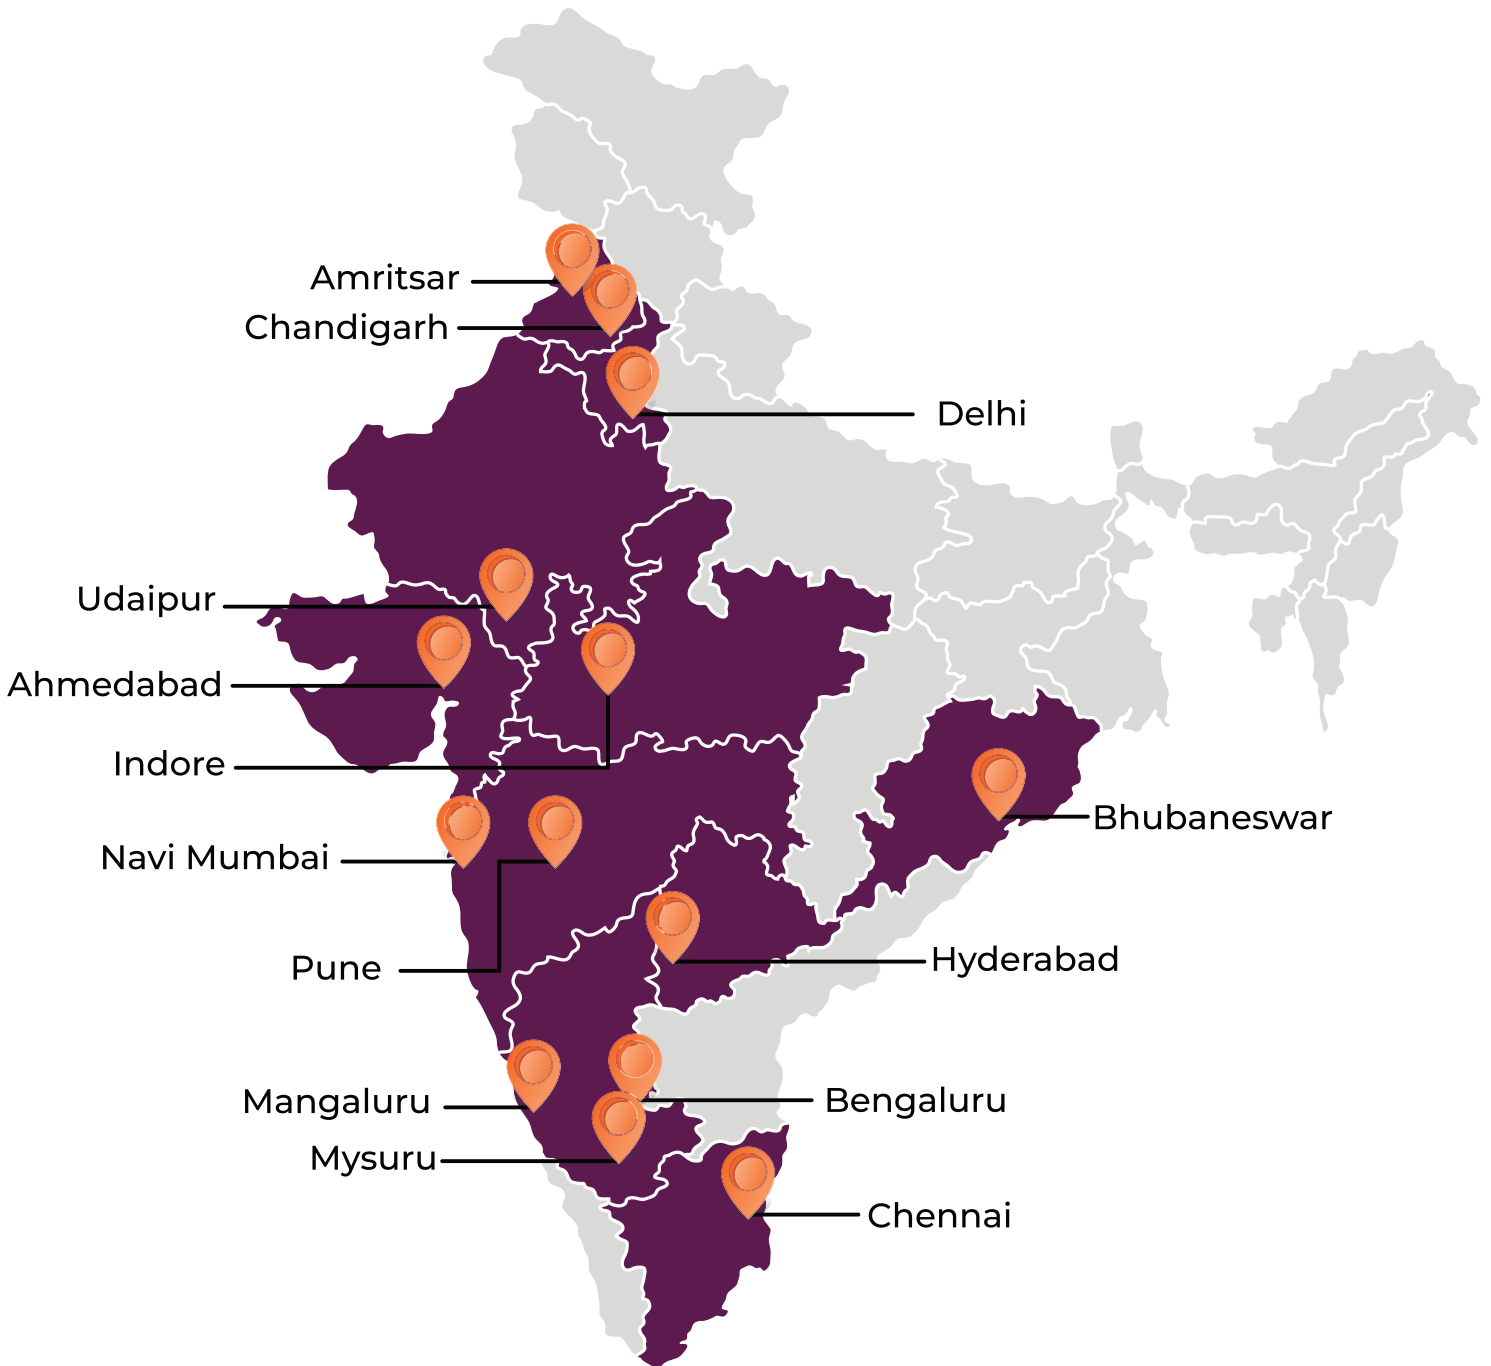 Amritsar
Chandigarh
Delhi
Udaipur
Ahmedabad
Indore
Bhubaneswar
Navi Mumbai
Hyderabad
Pune
Bengaluru
Mangaluru
Mysuru
Chennai